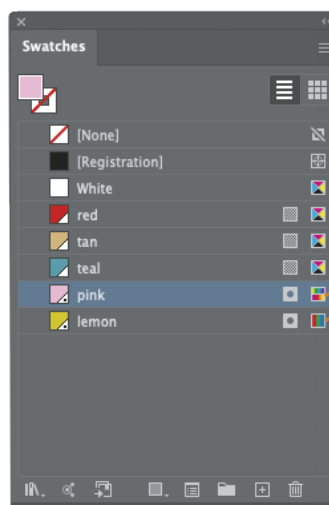 Swatches
[None]
[Registration]
White
red
tan
teal
pink
lemon